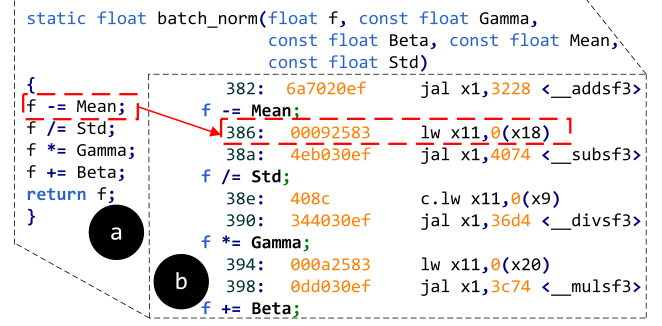 static float batch_norm(float f, const float Gamma,
const float Beta, const float Mean,
const float Std)
{
f -= Mean;
f /= Std;
f *= Gamma;
f += Beta;
return f;
}
a
382: 6a7020ef jal x1,3228 <__addsf3>
f -= Mean;
386: 00092583 lw x11,0(x18)
38a: 4eb030ef jal x1,4074 <__subsf3>
f /= Std;
38e: 408c c.lw x11,0(x9)
390: 344030ef jal x1,36d4 <__divsf3>
f *= Gamma;
394: 000a2583 lw x11,0(x20)
398: 0dd030ef jal x1,3c74 <__mulsf3>
f += Beta;
b